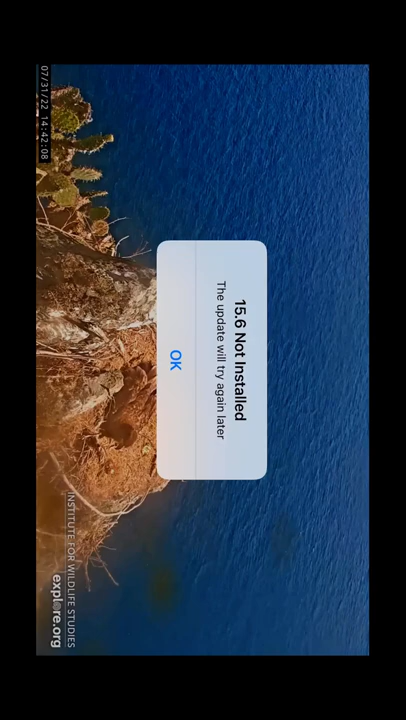 07/31/22 14:42:08
15.6 Not Installed
The update will try again later
OK
INSTITUTE FOR WILDLIFE STUDIES
explore.org